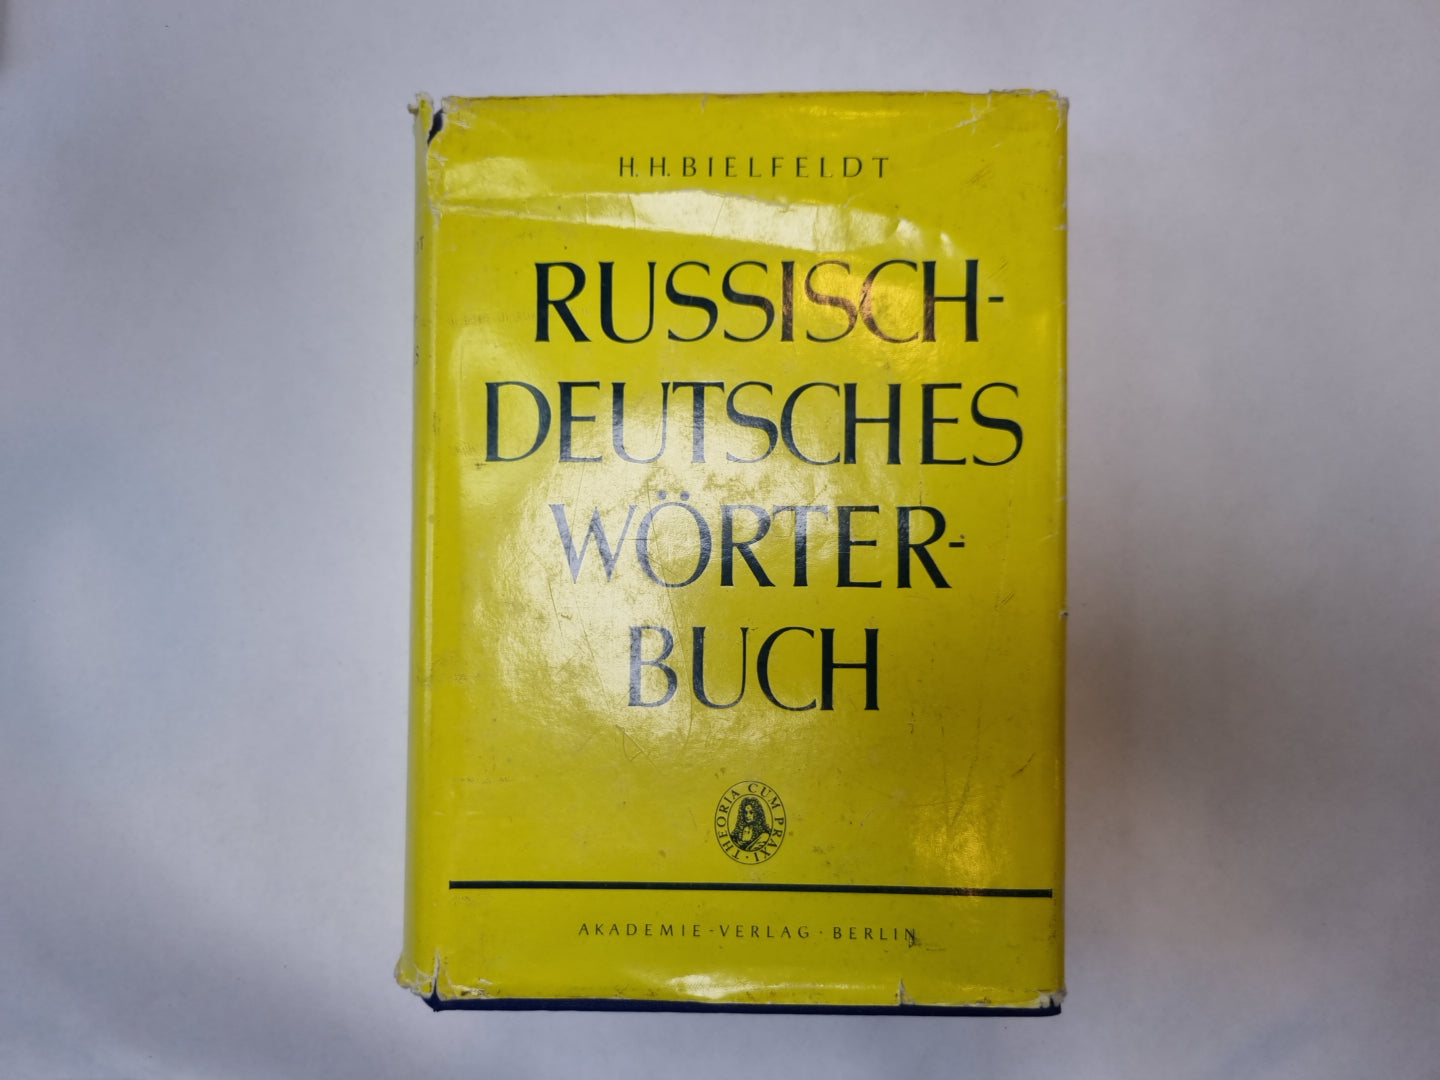 H. H. BIELFELDT
RUSSISCH-
DEUTSCHES
WÖRTER-
BUCH
THEORIA CUM PRAXI
AKADEMIE-VERLAG · BERLIN